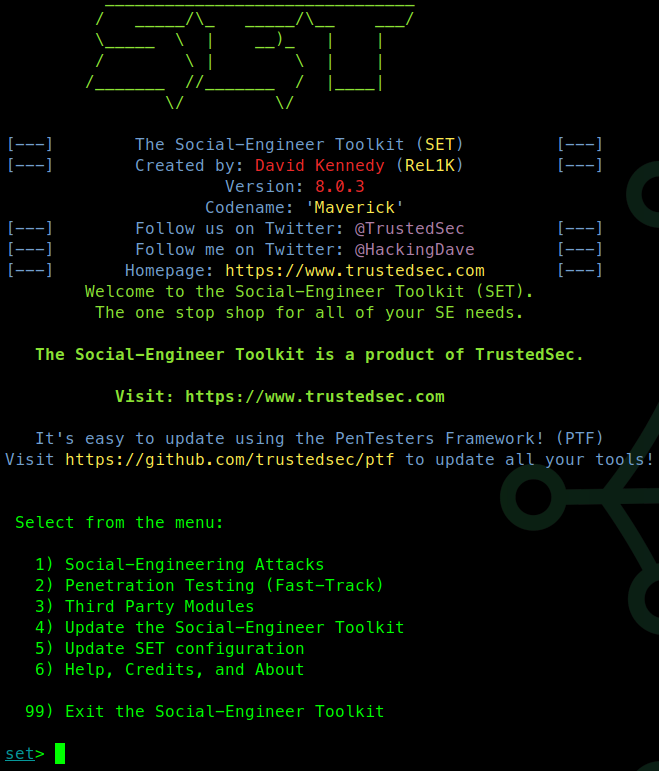 [---] The Social-Engineer Toolkit (SET) [---]
[---] Created by: David Kennedy (ReL1K) [---]
Version: 8.0.3
Codename: 'Maverick'
[---] Follow us on Twitter: @TrustedSec [---]
[---] Follow me on Twitter: @HackingDave [---]
[---] Homepage: https://www.trustedsec.com [---]
Welcome to the Social-Engineer Toolkit (SET).
The one stop shop for all of your SE needs.
The Social-Engineer Toolkit is a product of TrustedSec.
Visit: https://www.trustedsec.com
It's easy to update using the PenTesters Framework! (PTF)
Visit https://github.com/trustedsec/ptf to update all your tools!
Select from the menu:
1) Social-Engineering Attacks
2) Penetration Testing (Fast-Track)
3) Third Party Modules
4) Update the Social-Engineer Toolkit
5) Update SET configuration
6) Help, Credits, and About
99) Exit the Social-Engineer Toolkit
set>